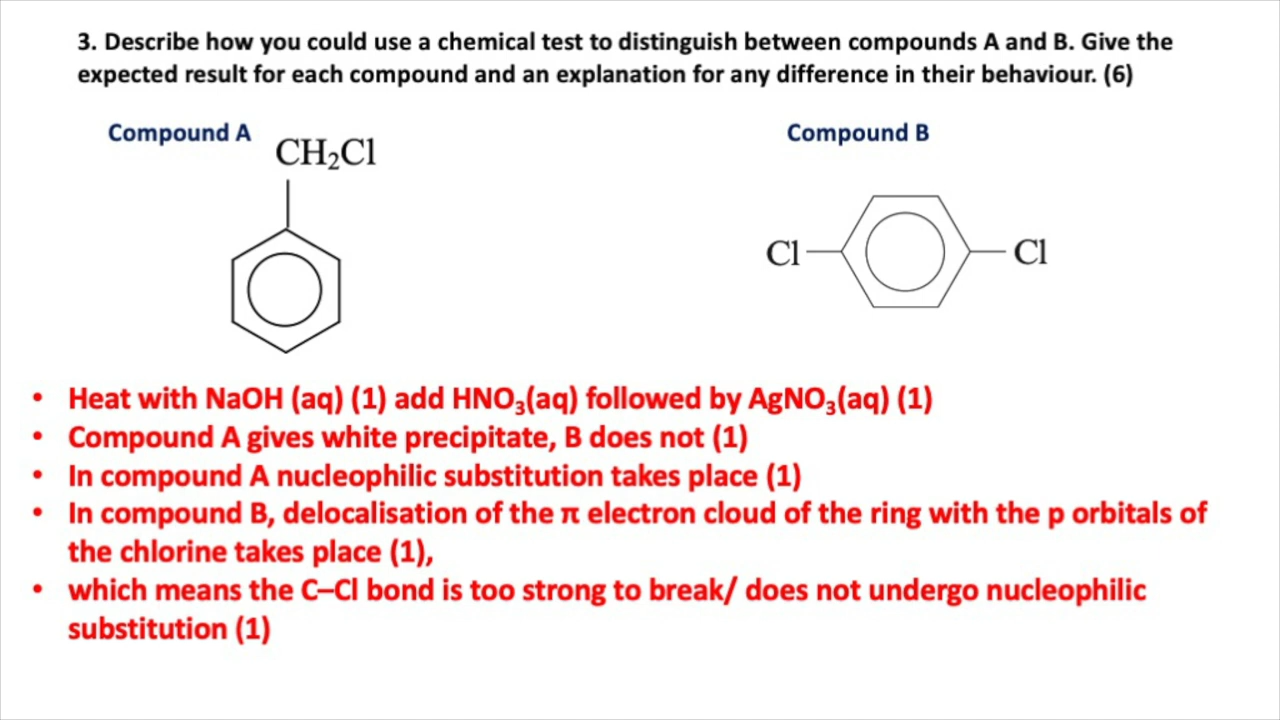 3. Describe how you could use a chemical test to distinguish between compounds A and B. Give the
expected result for each compound and an explanation for any difference in their behaviour. (6)
Compound A
Compound B
CH₂Cl
Cl
Cl
• Heat with NaOH (aq) (1) add HNO₃(aq) followed by AgNO₃(aq) (1)
• Compound A gives white precipitate, B does not (1)
• In compound A nucleophilic substitution takes place (1)
• In compound B, delocalisation of the π electron cloud of the ring with the p orbitals of
the chlorine takes place (1),
• which means the C–Cl bond is too strong to break/ does not undergo nucleophilic
substitution (1)